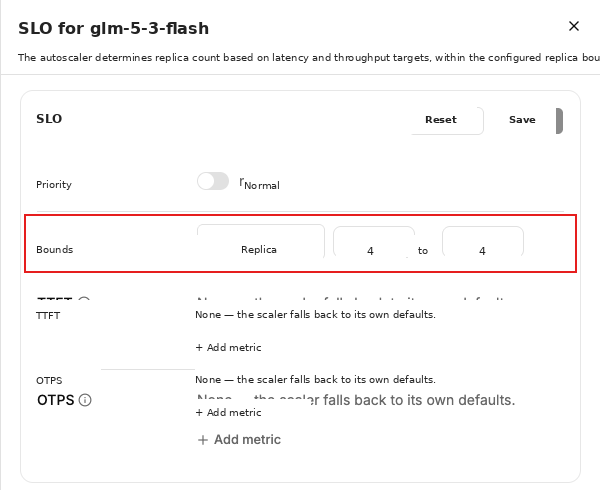 SLO for glm-5-3-flash
The autoscaler determines replica count based on latency and throughput targets, within the configured replica bou
SLO
Reset
Save
Priority
Normal
Bounds
Replica
4
to
4
TTFT
None — the scaler falls back to its own defaults.
+ Add metric
OTPS
None — the scaler falls back to its own defaults.
OTPS
None — the scaler falls back to its own defaults.
+ Add metric
+ Add metric